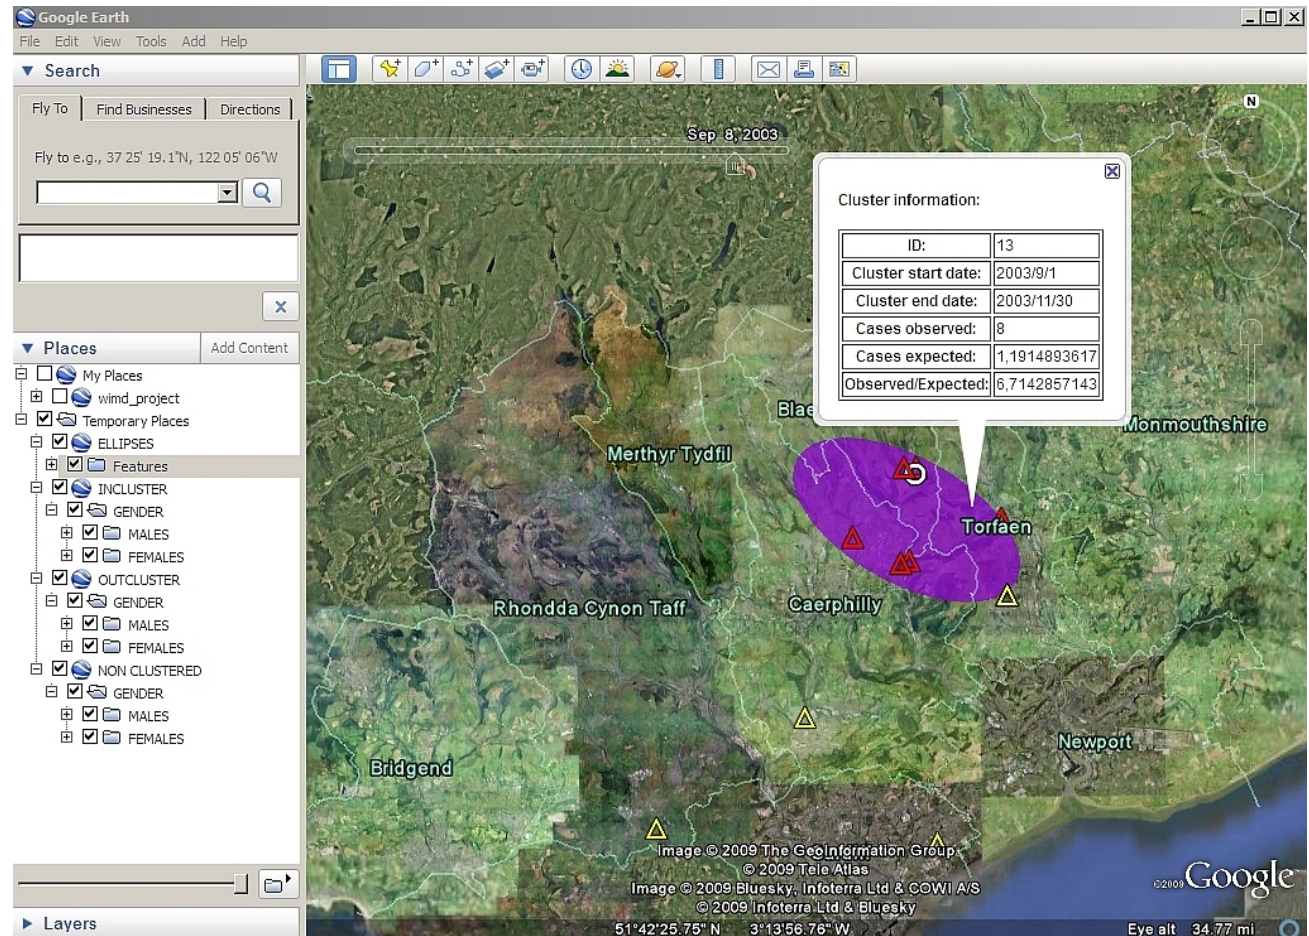 Google Earth
File Edit View Tools Add Help
Search
Fly To Find Businesses Directions
Fly to e.g., 37 25' 19.1"N, 122 05' 06"W
Places Add Content
My Places
wimd_project
Temporary Places
ELLIPSES
Features
INCLUSTER
GENDER
MALES
FEMALES
OUTCLUSTER
GENDER
MALES
FEMALES
NON CLUSTERED
GENDER
MALES
FEMALES
Layers
Sep 8, 2003
N
Cluster information:
ID: 13
Cluster start date: 2003/9/1
Cluster end date: 2003/11/30
Cases observed: 8
Cases expected: 1,1914893617
Observed/Expected: 6,7142857143
Blae
Monmouthshire
Merthyr Tydfil
Torfaen
Rhondda Cynon Taff
Caerphilly
Newport
Bridgend
Image © 2009 The GeoInformation Group
© 2009 Tele Atlas
Image © 2009 Bluesky, Infoterra Ltd & COWI A/S
© 2009 Infoterra Ltd & Bluesky
©2009 Google
51°42'25.75" N 3°13'56.76" W
Eye alt 34.77 mi